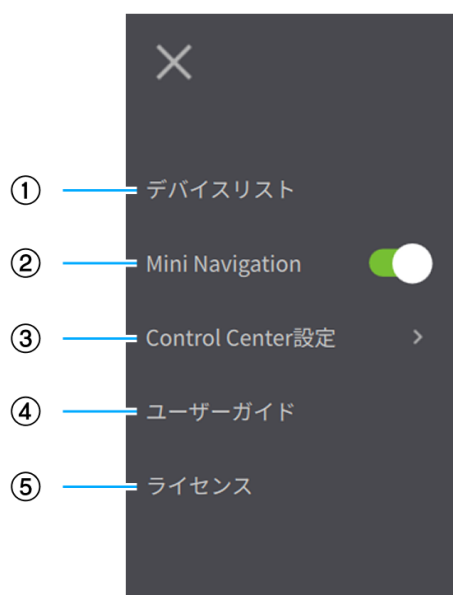 ① デバイスリスト
② Mini Navigation
③ Control Center設定
④ ユーザーガイド
⑤ ライセンス